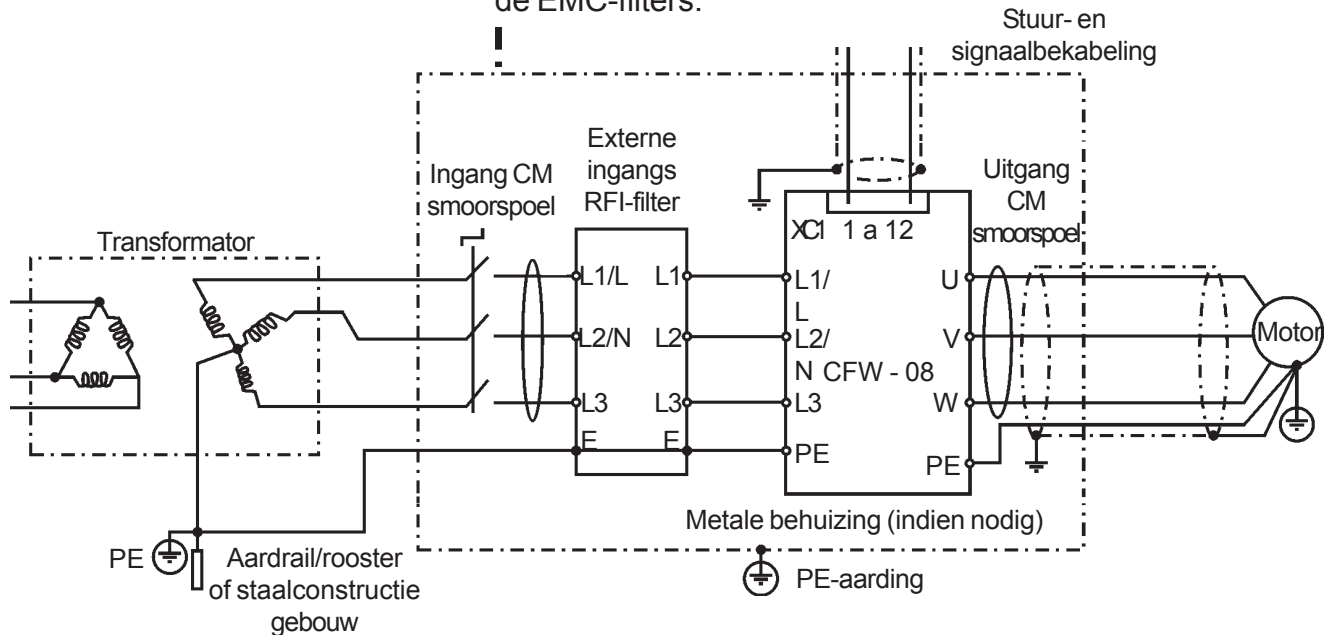 de EMC-filters.
Stuur- en
signaalbekabeling
Externe
ingangs
RFI-filter
Ingang CM
smoorspoel
Uitgang
CM
smoorspoel
Transformator
XC1 1 a 12
L1/L L1
L1/
L
U
L2/N L2
L2/
N CFW - 08
V
Motor
L3 L3
L3
W
E E
PE
PE
Metale behuizing (indien nodig)
PE
Aardrail/rooster
of staalconstructie
gebouw
PE-aarding